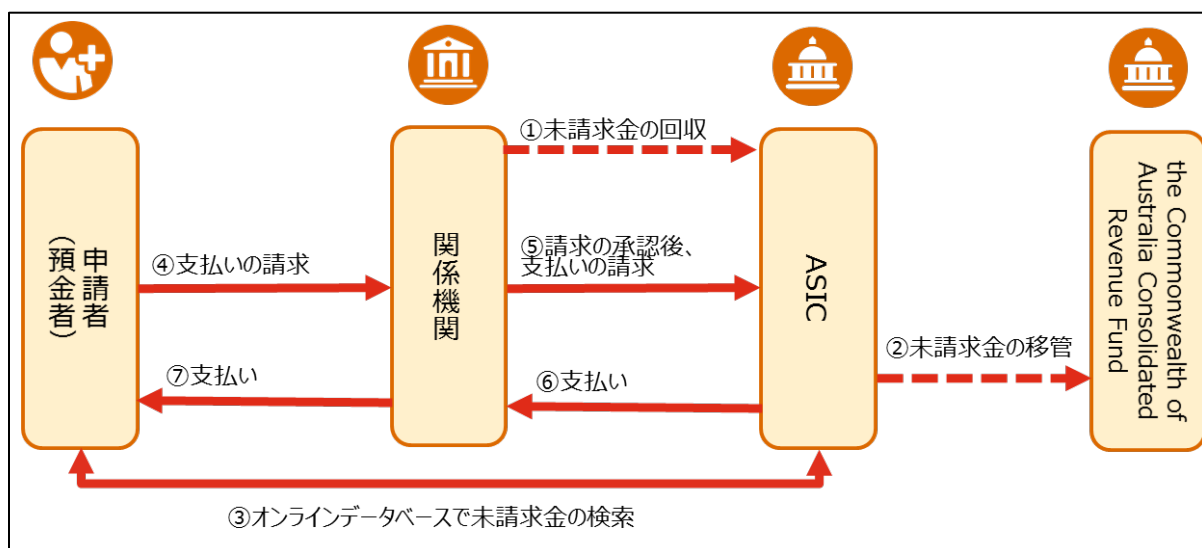 ①未請求金の回収
申請者
(預金者)
関係機関
ASIC
the Commonwealth of
Australia Consolidated
Revenue Fund
④支払いの請求
⑤請求の承認後、
支払いの請求
②未請求金の移管
⑦支払い
⑥支払い
③オンラインデータベースで未請求金の検索